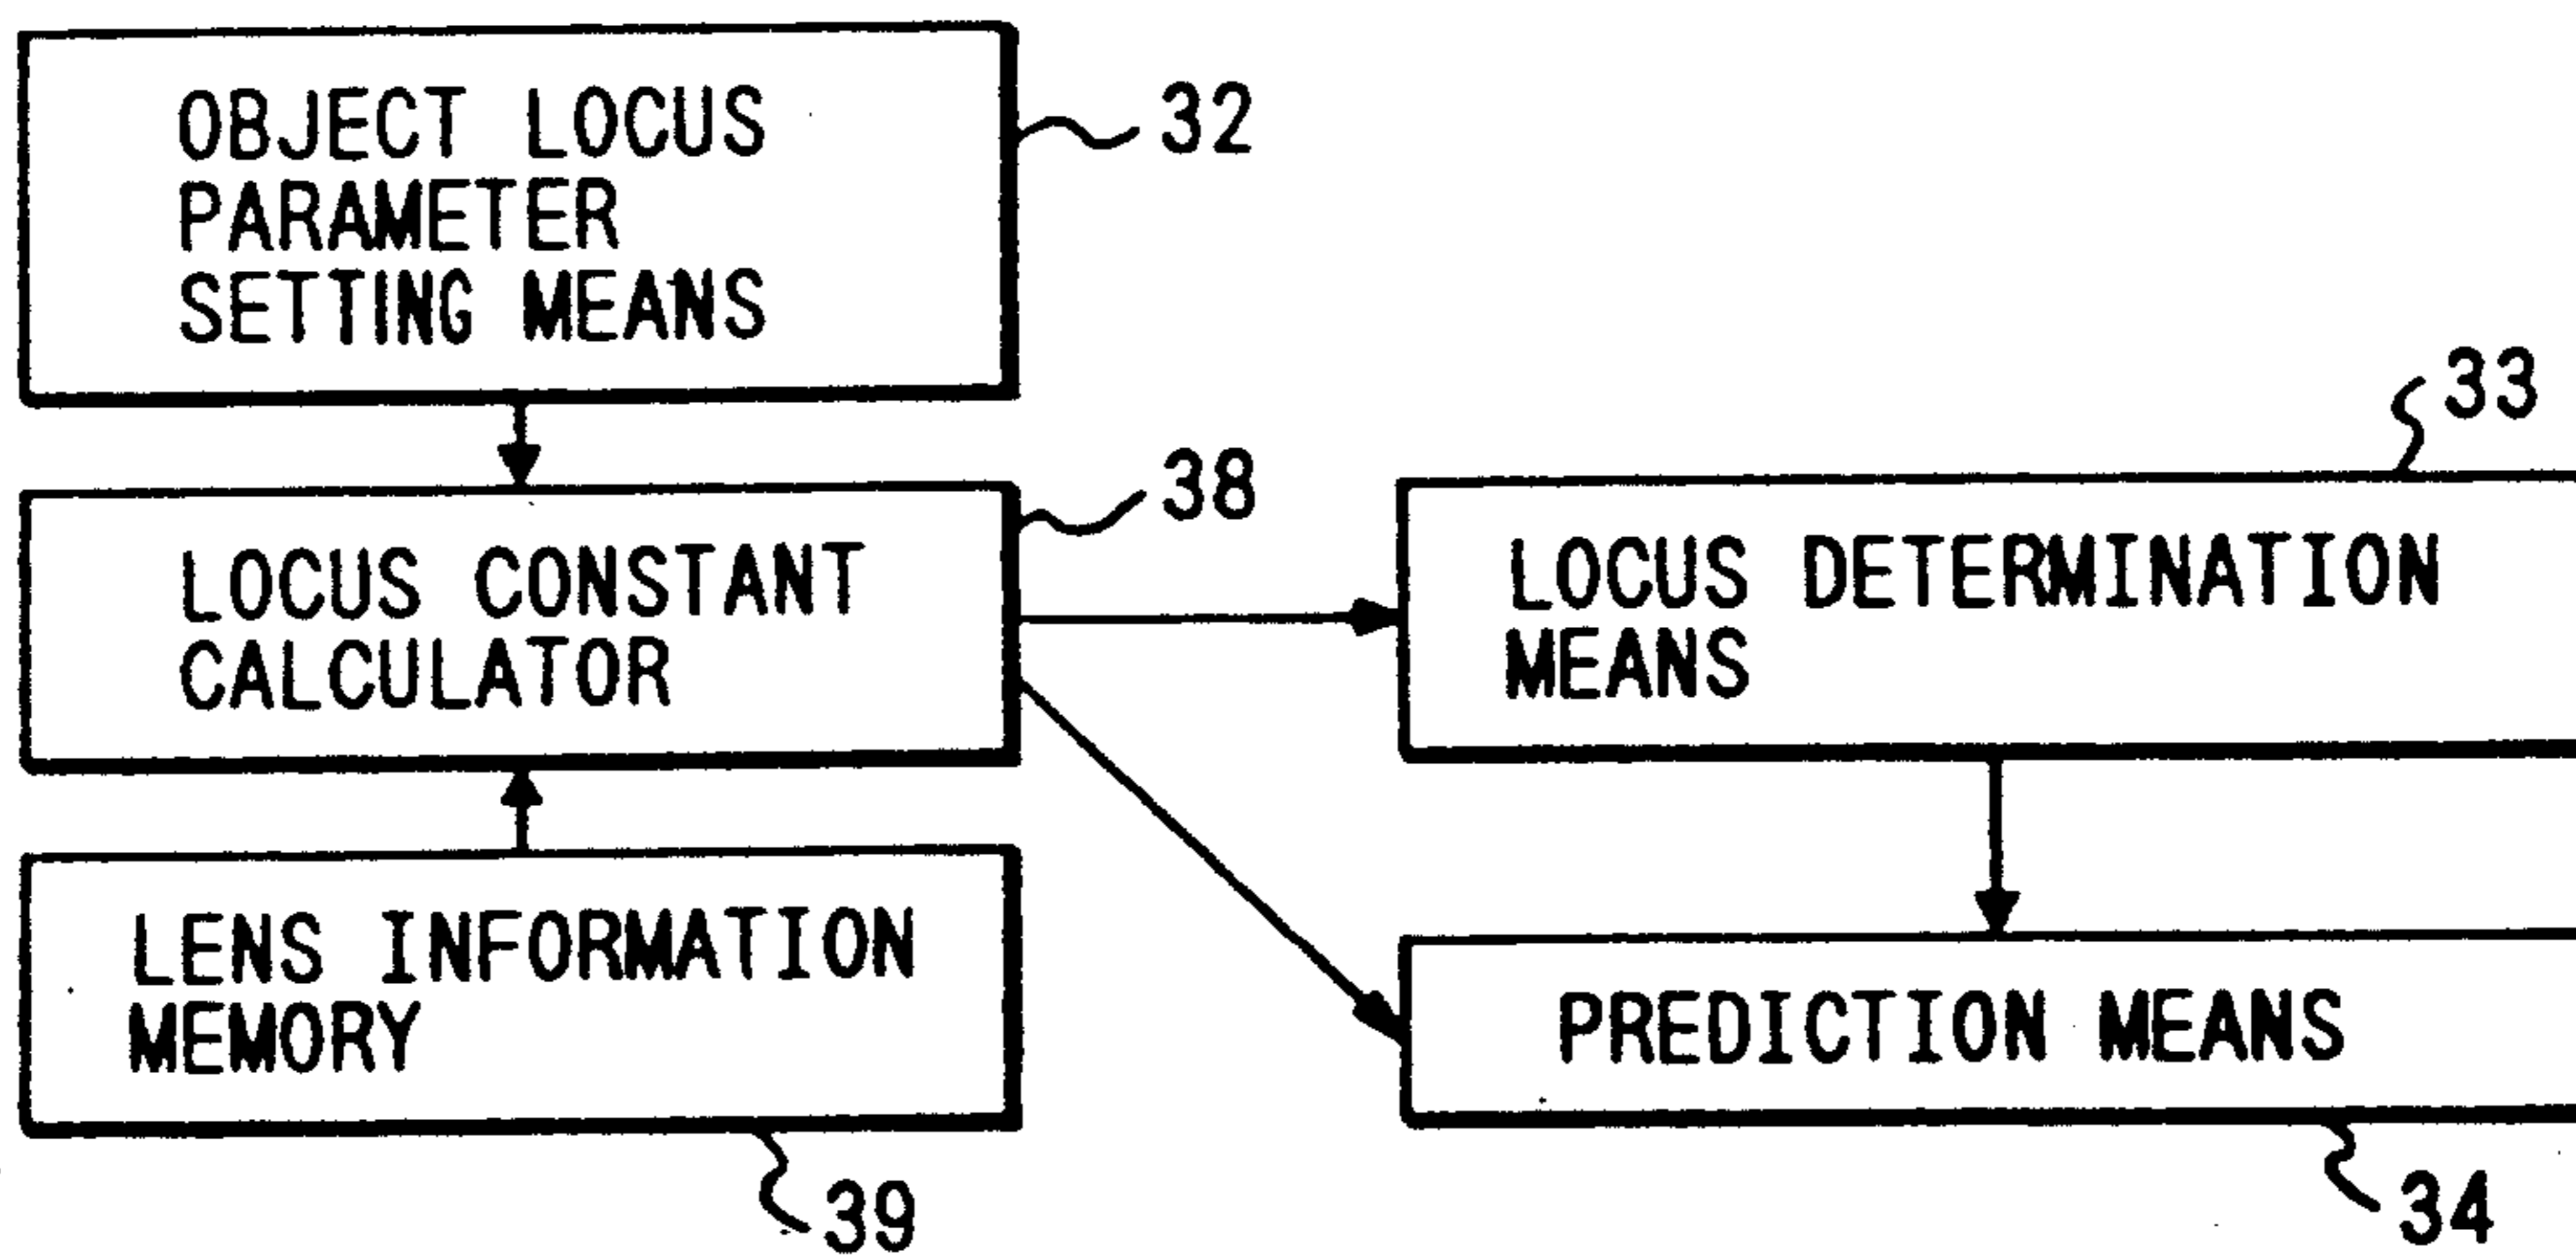 OBJECT LOCUS
PARAMETER
SETTING MEANS
32
LOCUS CONSTANT
CALCULATOR
38
LOCUS DETERMINATION
MEANS
33
LENS INFORMATION
MEMORY
39
PREDICTION MEANS
34